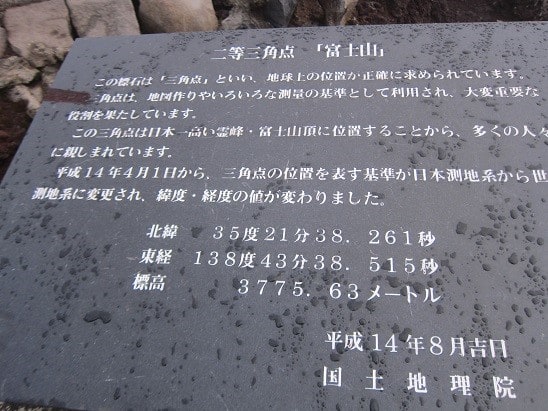 二等三角点 「富士山」
この標石は「三角点」といい、地球上の位置が正確に求められています。
三角点は、地図作りやいろいろな測量の基準として利用され、大変重要な
役割を果たしています。
この三角点は日本一高い霊峰・富士山頂に位置することから、多くの人々
に親しまれています。
平成14年4月1日から、三角点の位置を表す基準が日本測地系から世
測地系に変更され、緯度・経度の値が変わりました。
北緯 35度21分38.261秒
東経 138度43分38.515秒
標高 3775.63メートル
平成14年8月吉日
国土地理院